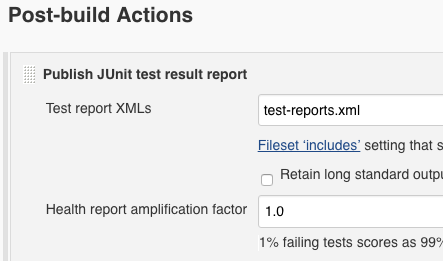 Post-build Actions
Publish JUnit test result report
Test report XMLs
test-reports.xml
Fileset ‘includes’ setting that s
Retain long standard outpu
Health report amplification factor
1.0
1% failing tests scores as 99%